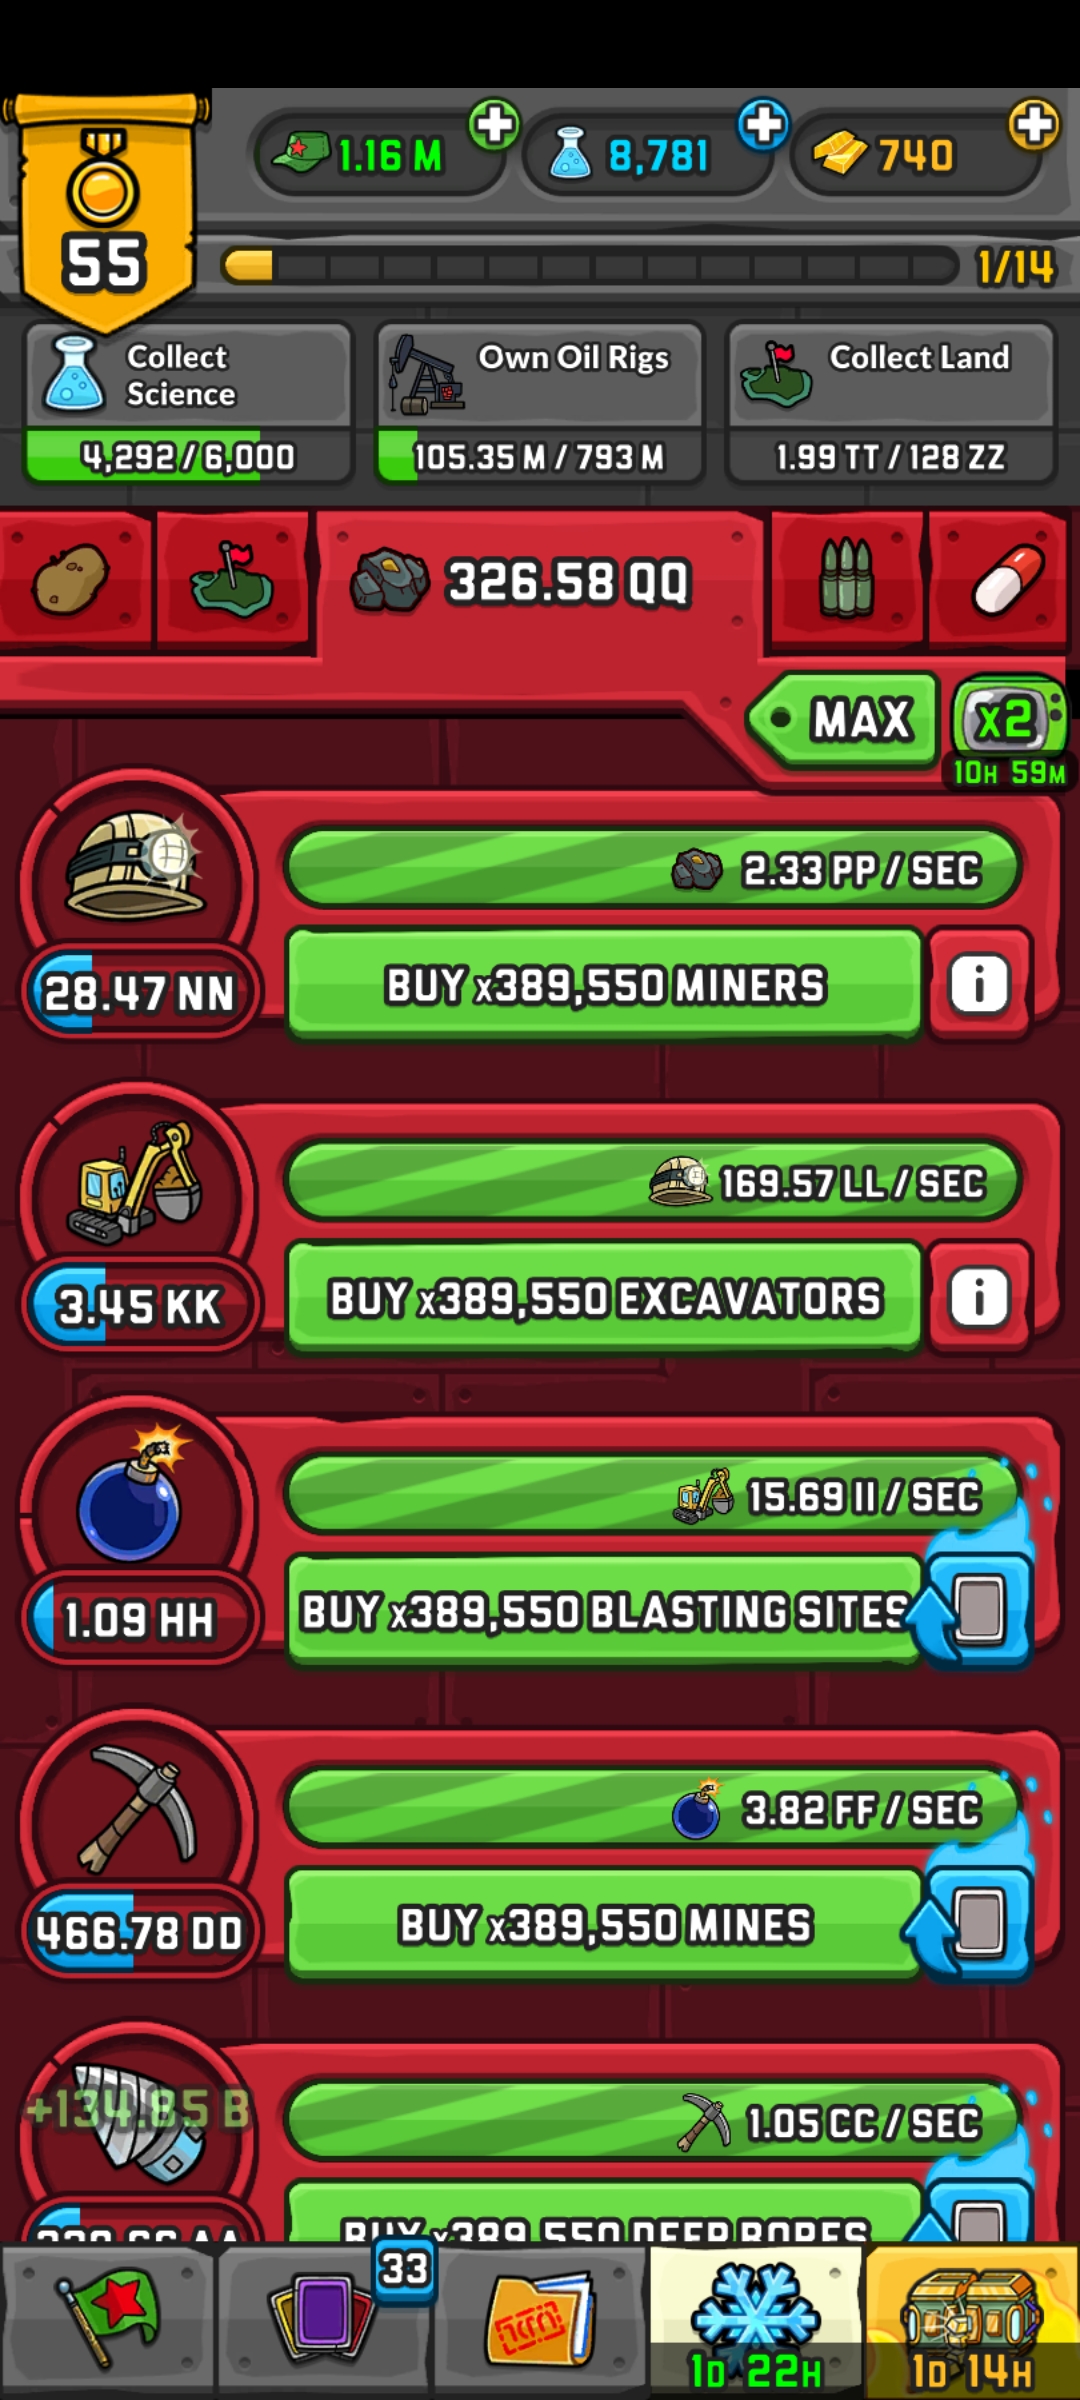 1.16 M
8,781
740
55
1/14
Collect
Science
4,292 / 6,000
Own Oil Rigs
105.35 M / 793 M
Collect Land
1.99 TT / 128 ZZ
326.58 QQ
MAX
x2
10H 59M
2.33 PP / SEC
28.47 NN
BUY x389,550 MINERS
i
169.57 LL / SEC
3.45 KK
BUY x389,550 EXCAVATORS
i
15.69 II / SEC
1.09 HH
BUY x389,550 BLASTING SITES
3.82 FF / SEC
466.78 DD
BUY x389,550 MINES
+134.85 B
1.05 CC / SEC
BUY x389,550 DEEP BORES
33
1D 22H
1D 14H